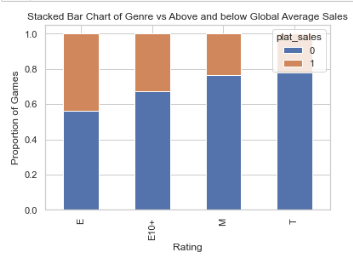 Stacked Bar Chart of Genre vs Above and below Global Average Sales
plat_sales
0
1
Proportion of Games
1.0
0.8
0.6
0.4
0.2
0.0
E
E10+
M
T
Rating